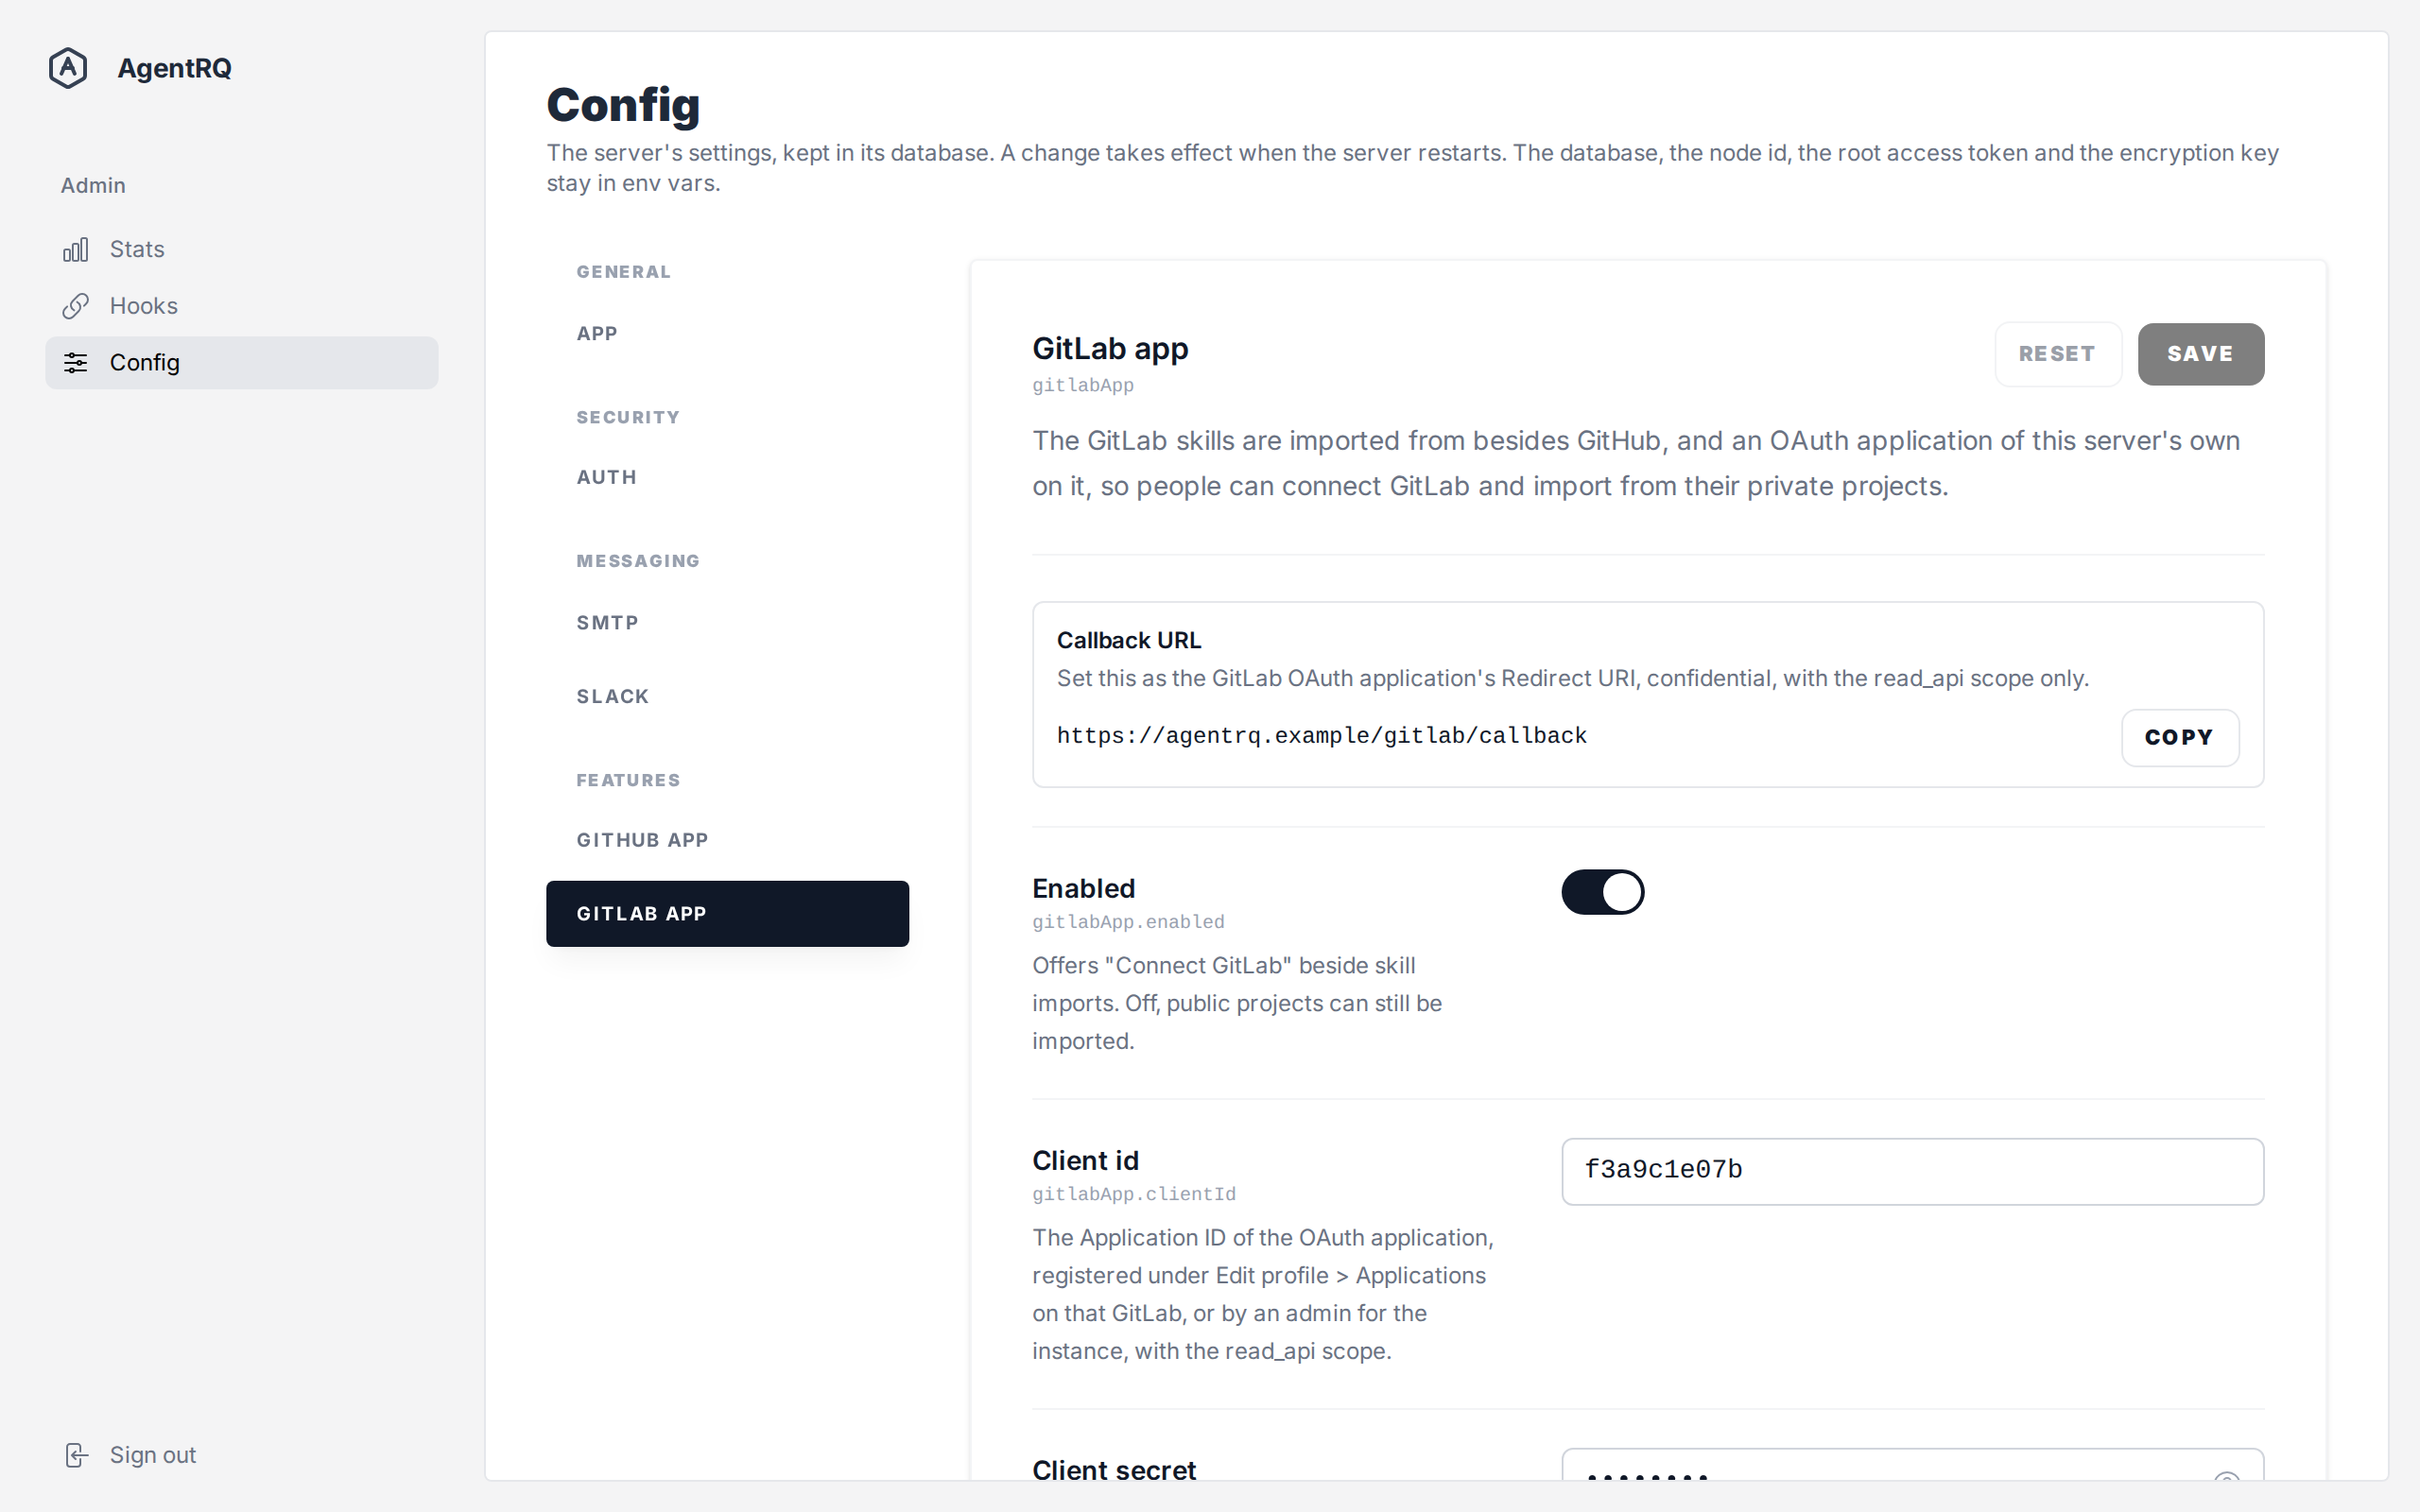 AgentRQ
Admin
Stats
Hooks
Config
Sign out
Config
The server's settings, kept in its database. A change takes effect when the server restarts. The database, the node id, the root access token and the encryption key
stay in env vars.
GENERAL
APP
SECURITY
AUTH
MESSAGING
SMTP
SLACK
FEATURES
GITHUB APP
GITLAB APP
GitLab app
gitlabApp
RESET
SAVE
The GitLab skills are imported from besides GitHub, and an OAuth application of this server's own
on it, so people can connect GitLab and import from their private projects.
Callback URL
Set this as the GitLab OAuth application's Redirect URI, confidential, with the read_api scope only.
https://agentrq.example/gitlab/callback
COPY
Enabled
gitlabApp.enabled
Offers "Connect GitLab" beside skill
imports. Off, public projects can still be
imported.
Client id
gitlabApp.clientId
The Application ID of the OAuth application,
registered under Edit profile > Applications
on that GitLab, or by an admin for the
instance, with the read_api scope.
f3a9c1e07b
Client secret